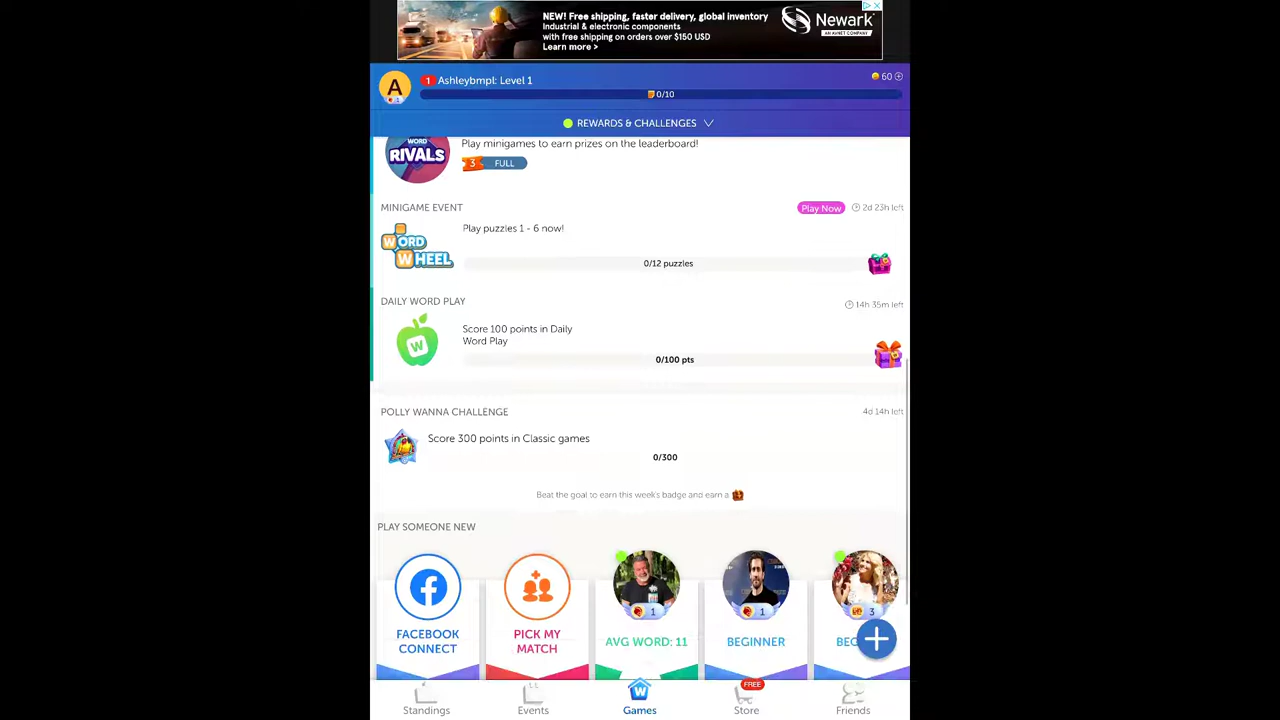 NEW! Free shipping, faster delivery, global inventory
Industrial & electronic components
with free shipping on orders over $150 USD
Learn more >
Newark
AN AVNET COMPANY
1 Ashleybmpl: Level 1
60
A
1
0/10
REWARDS & CHALLENGES
WORD
RIVALS
Play minigames to earn prizes on the leaderboard!
3 FULL
MINIGAME EVENT
Play Now
2d 23h left
WORD
WHEEL
Play puzzles 1 - 6 now!
0/12 puzzles
DAILY WORD PLAY
14h 35m left
W
Score 100 points in Daily
Word Play
0/100 pts
POLLY WANNA CHALLENGE
4d 14h left
Score 300 points in Classic games
0/300
Beat the goal to earn this week's badge and earn a
PLAY SOMEONE NEW
1
1
3
FACEBOOK
CONNECT
PICK MY
MATCH
AVG WORD: 11
BEGINNER
BEG
Standings
Events
W
Games
FREE
Store
Friends